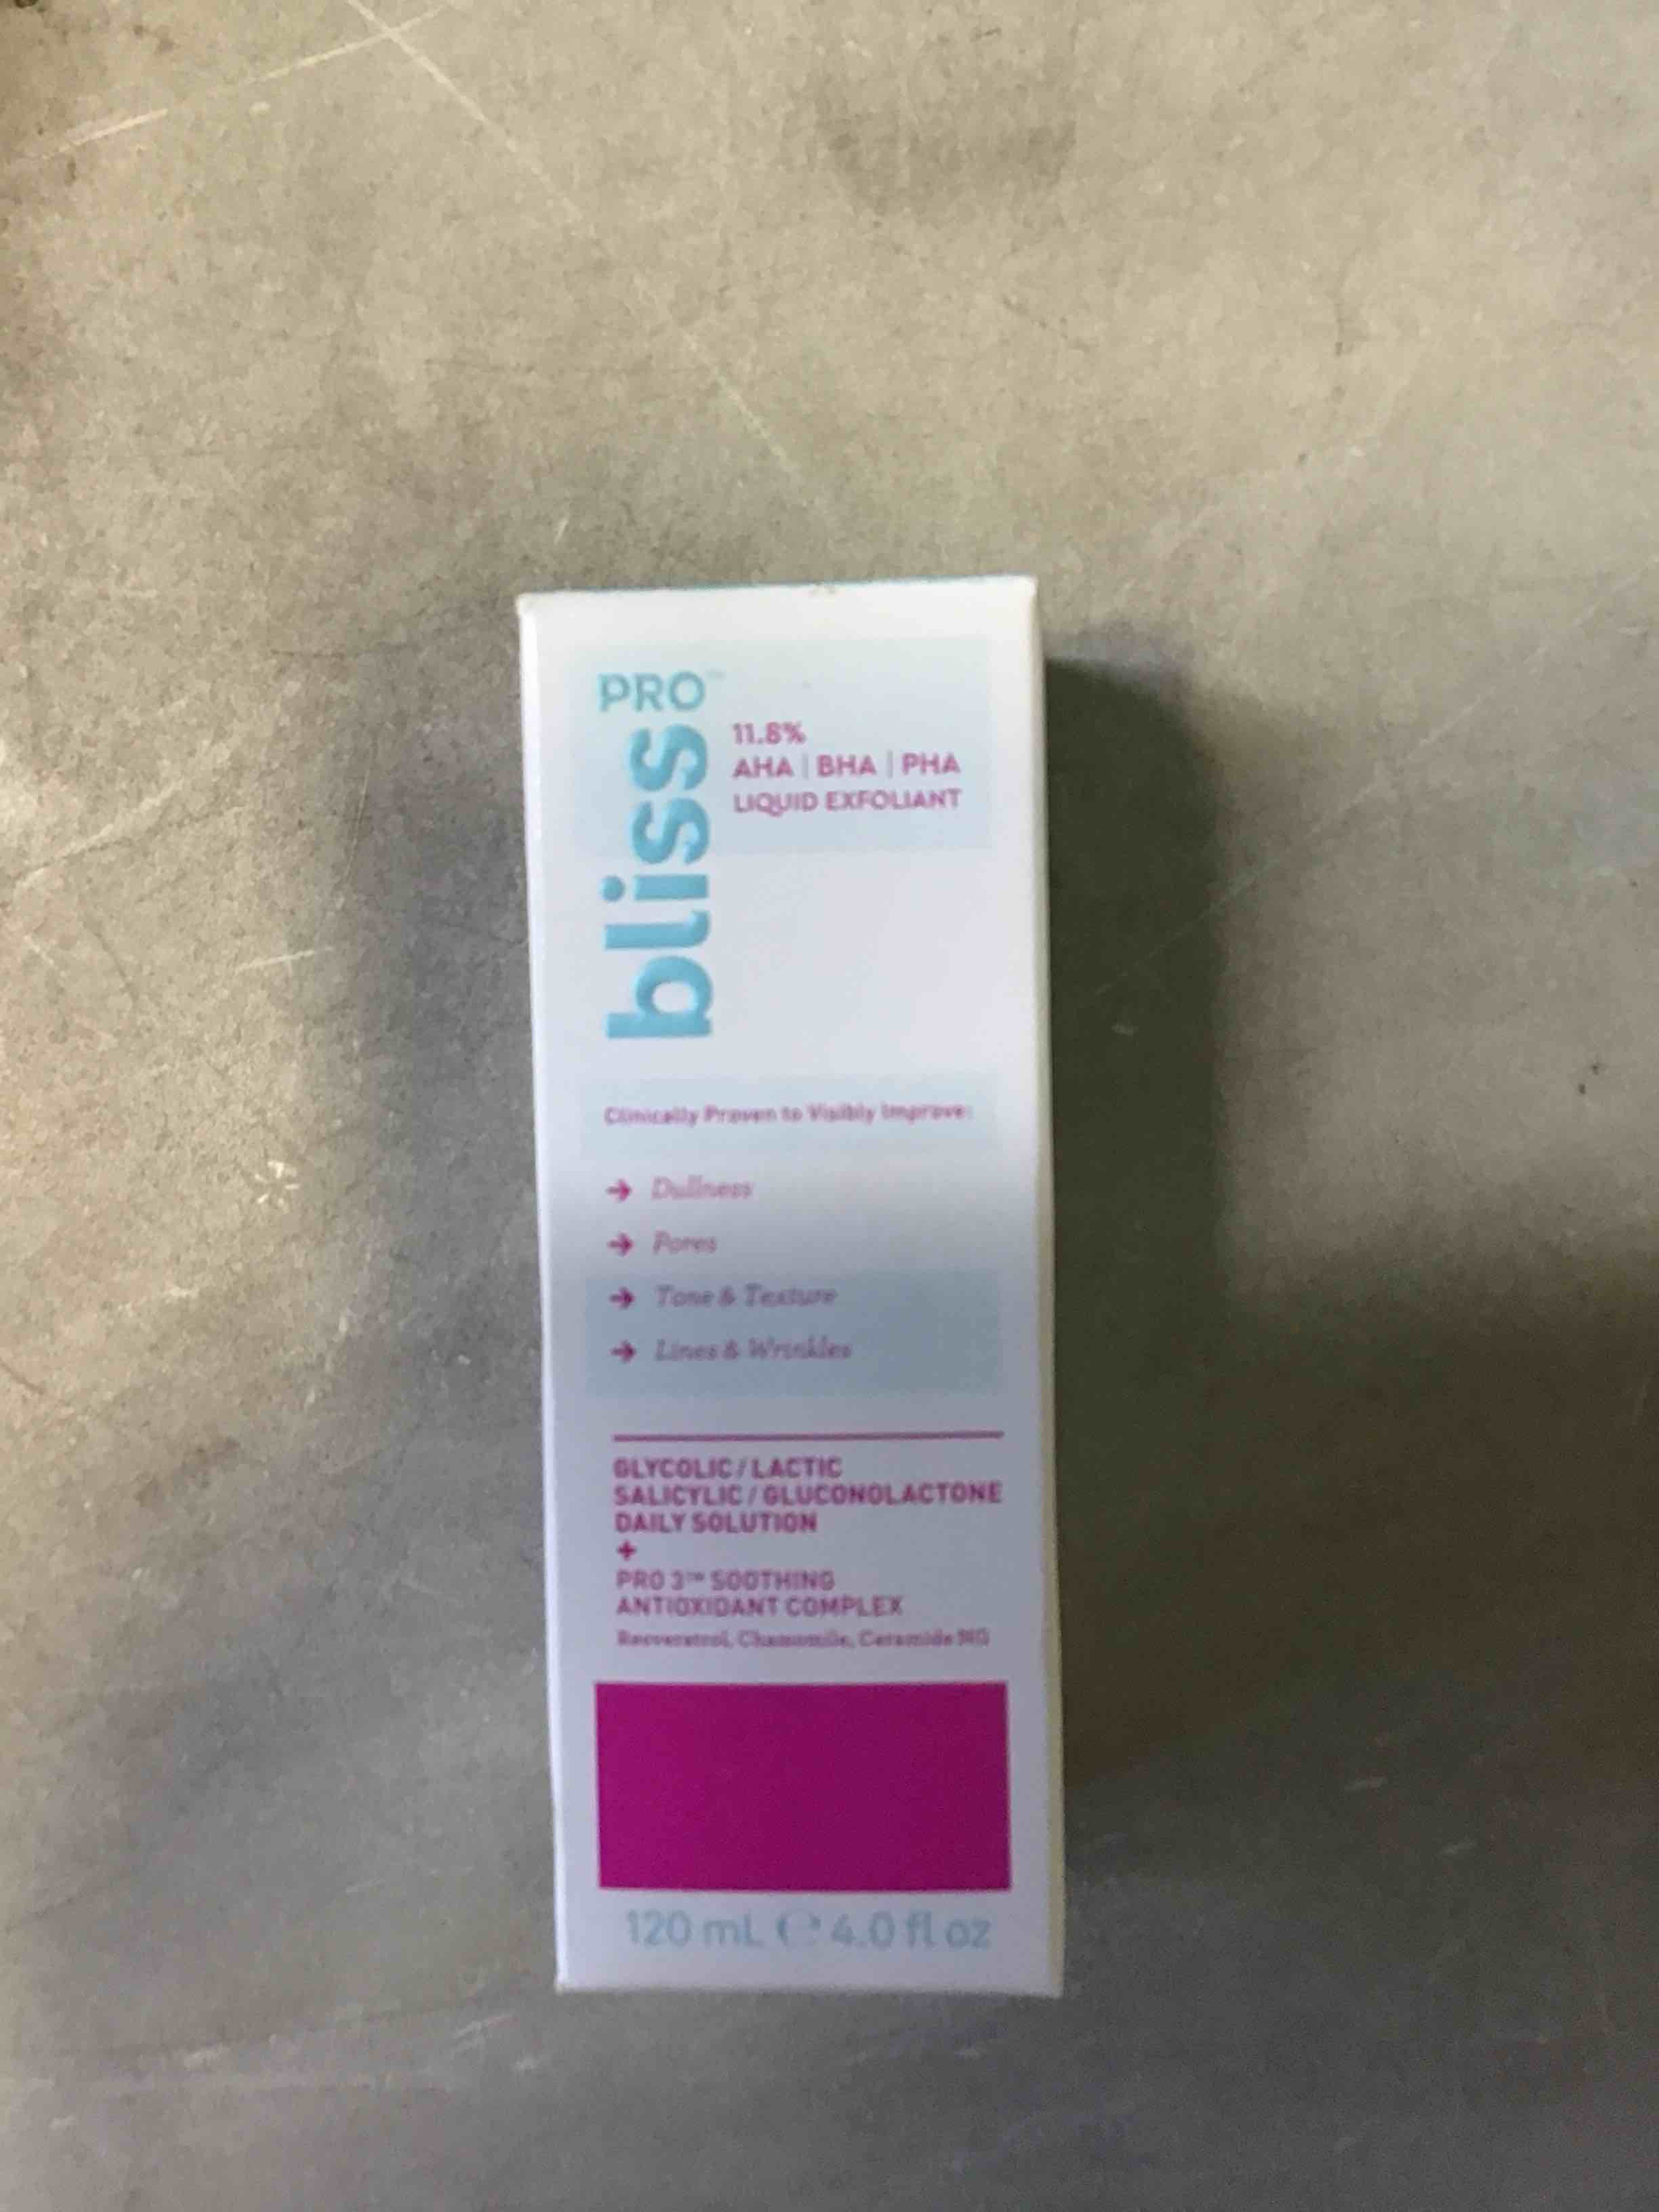 PRO™
bliss
11.8%
AHA | BHA | PHA
LIQUID EXFOLIANT
Clinically Proven to Visibly Improve:
→ Dullness
→ Pores
→ Tone & Texture
→ Lines & Wrinkles
GLYCOLIC / LACTIC
SALICYLIC / GLUCONOLACTONE
DAILY SOLUTION
+
PRO 3™ SOOTHING
ANTIOXIDANT COMPLEX
Resveratrol, Chamomile, Ceramide NG
120 mL ℮ 4.0 fl oz